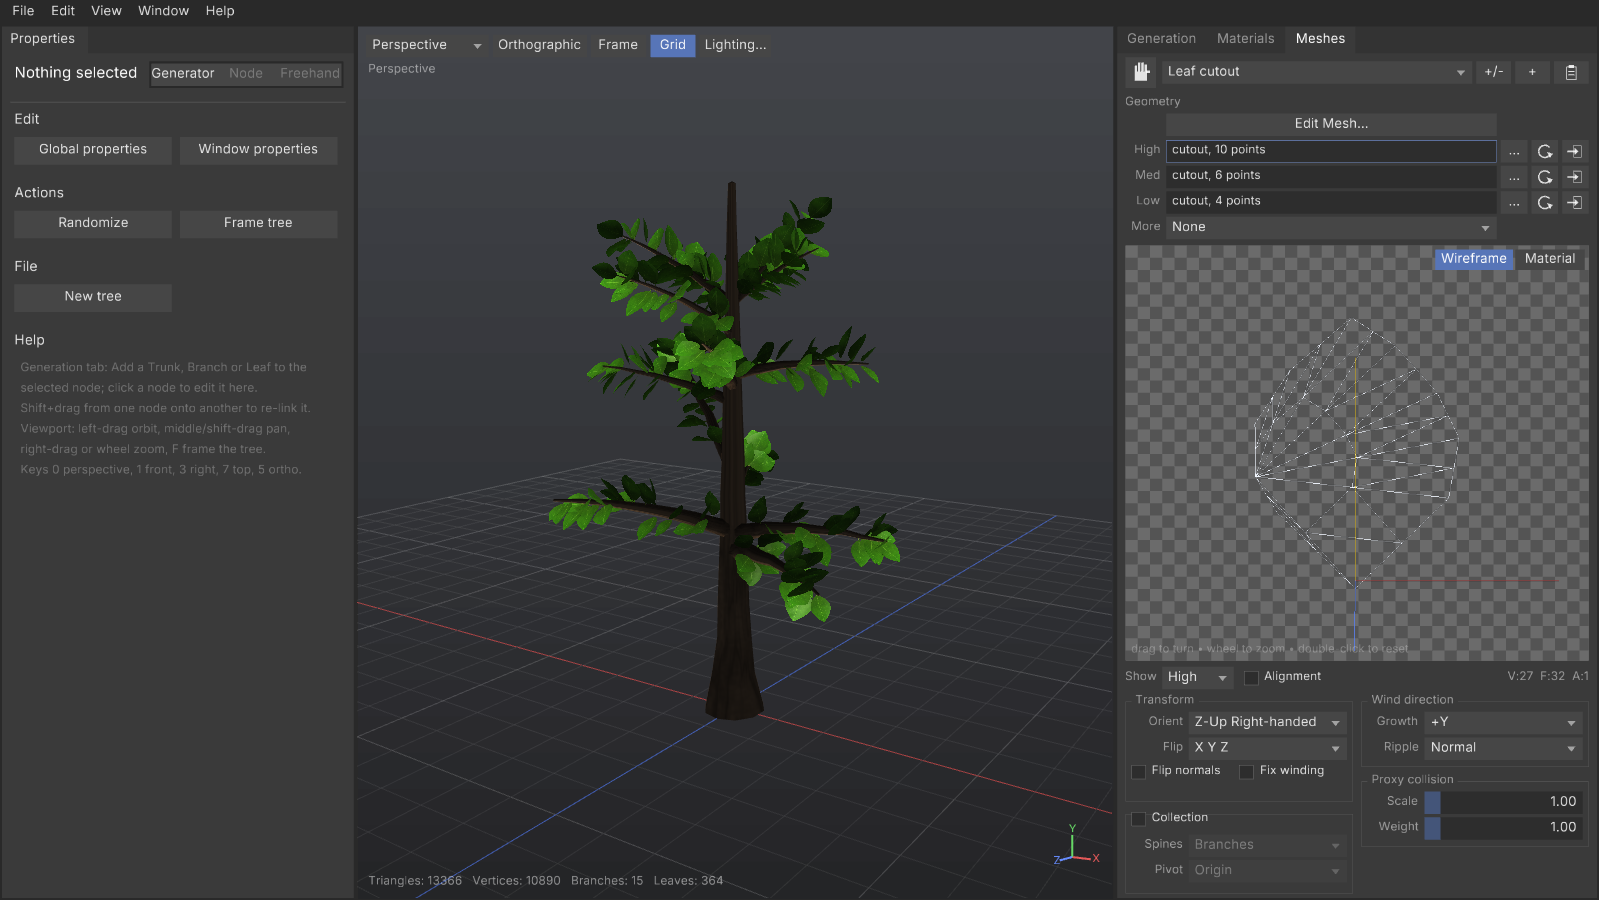 File Edit View Window Help
Properties
Nothing selected Generator Node Freehand
Edit
Global properties Window properties
Actions
Randomize Frame tree
File
New tree
Help
Generation tab: Add a Trunk, Branch or Leaf to the
selected node; click a node to edit it here.
Shift+drag from one node onto another to re-link it.
Viewport: left-drag orbit, middle/shift-drag pan,
right-drag or wheel zoom, F frame the tree.
Keys 0 perspective, 1 front, 3 right, 7 top, 5 ortho.
Perspective Orthographic Frame Grid Lighting...
Perspective
Y
Z X
Triangles: 13366 Vertices: 10890 Branches: 15 Leaves: 364
Generation Materials Meshes
Leaf cutout +/- +
Geometry
Edit Mesh...
High cutout, 10 points ...
Med cutout, 6 points ...
Low cutout, 4 points ...
More None
Wireframe Material
drag to turn • wheel to zoom • double-click to reset
Show High Alignment V:27 F:32 A:1
Transform
Orient Z-Up Right-handed
Flip X Y Z
Flip normals Fix winding
Collection
Spines Branches
Pivot Origin
Wind direction
Growth +Y
Ripple Normal
Proxy collision
Scale 1.00
Weight 1.00